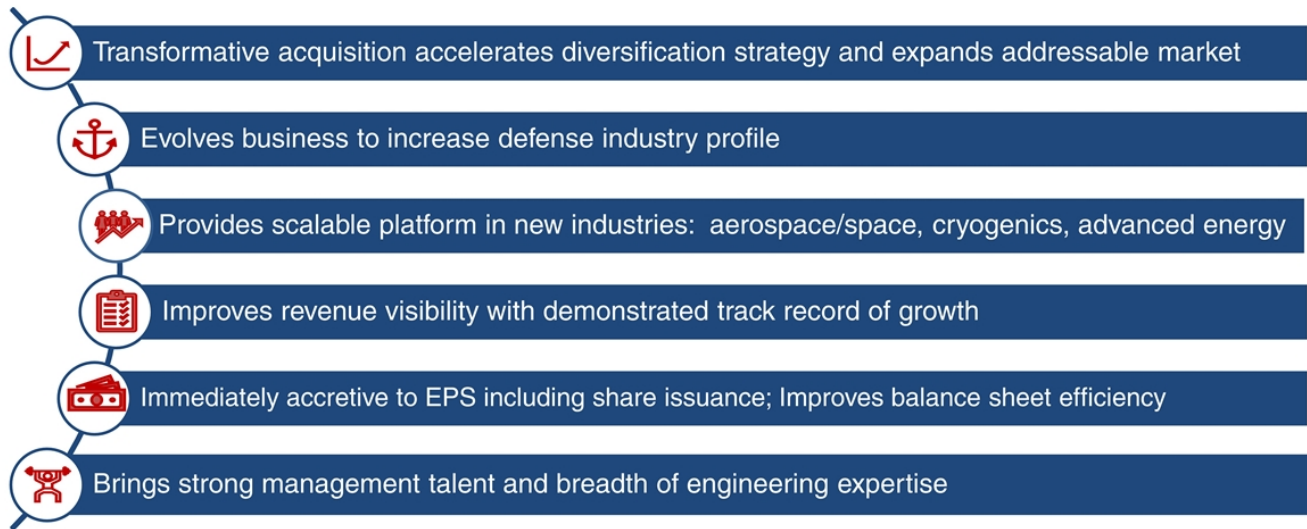 Transformative acquisition accelerates diversification strategy and expands addressable market
Evolves business to increase defense industry profile
Provides scalable platform in new industries: aerospace/space, cryogenics, advanced energy
Improves revenue visibility with demonstrated track record of growth
Immediately accretive to EPS including share issuance; Improves balance sheet efficiency
Brings strong management talent and breadth of engineering expertise